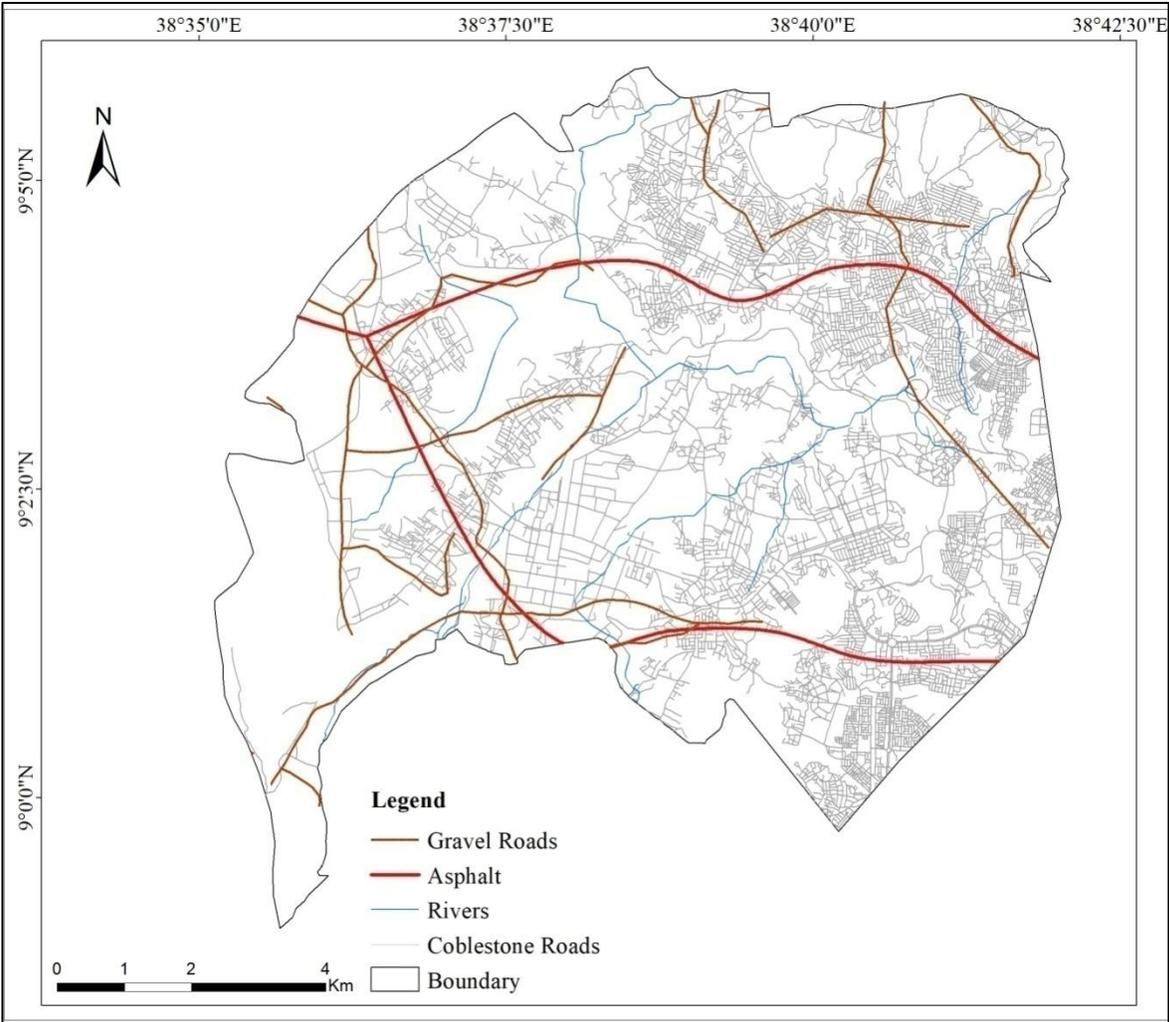 38°35'0"E 38°37'30"E 38°40'0"E 38°42'30"E
N
9°5'0"N
9°2'30"N
9°0'0"N
Legend
Gravel Roads
Asphalt
Rivers
Coblestone Roads
Boundary
0 1 2 4
Km